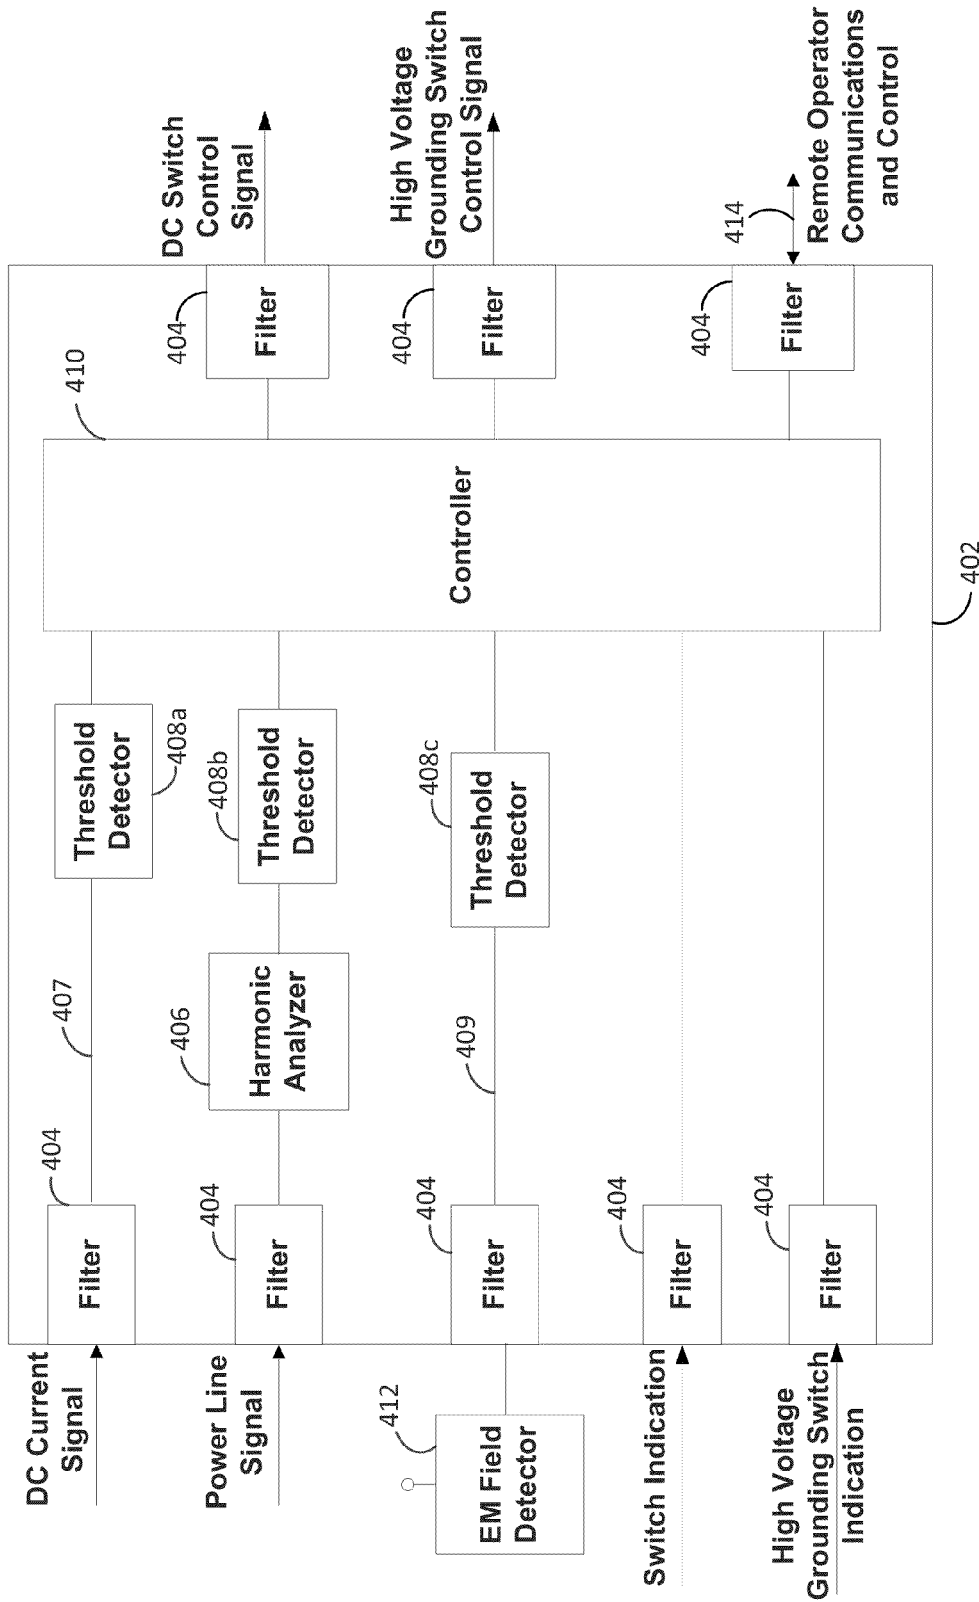 DC Current
Signal
Filter
404
407
Threshold
Detector
408a
Power Line
Signal
Filter
404
Harmonic
Analyzer
406
Threshold
Detector
408b
EM Field
Detector
412
Filter
404
409
Threshold
Detector
408c
Switch Indication
Filter
404
High Voltage
Grounding Switch
Indication
Filter
404
Controller
410
Filter
404
DC Switch
Control
Signal
Filter
404
High Voltage
Grounding Switch
Control Signal
Filter
404
414
Remote Operator
Communications
and Control
402